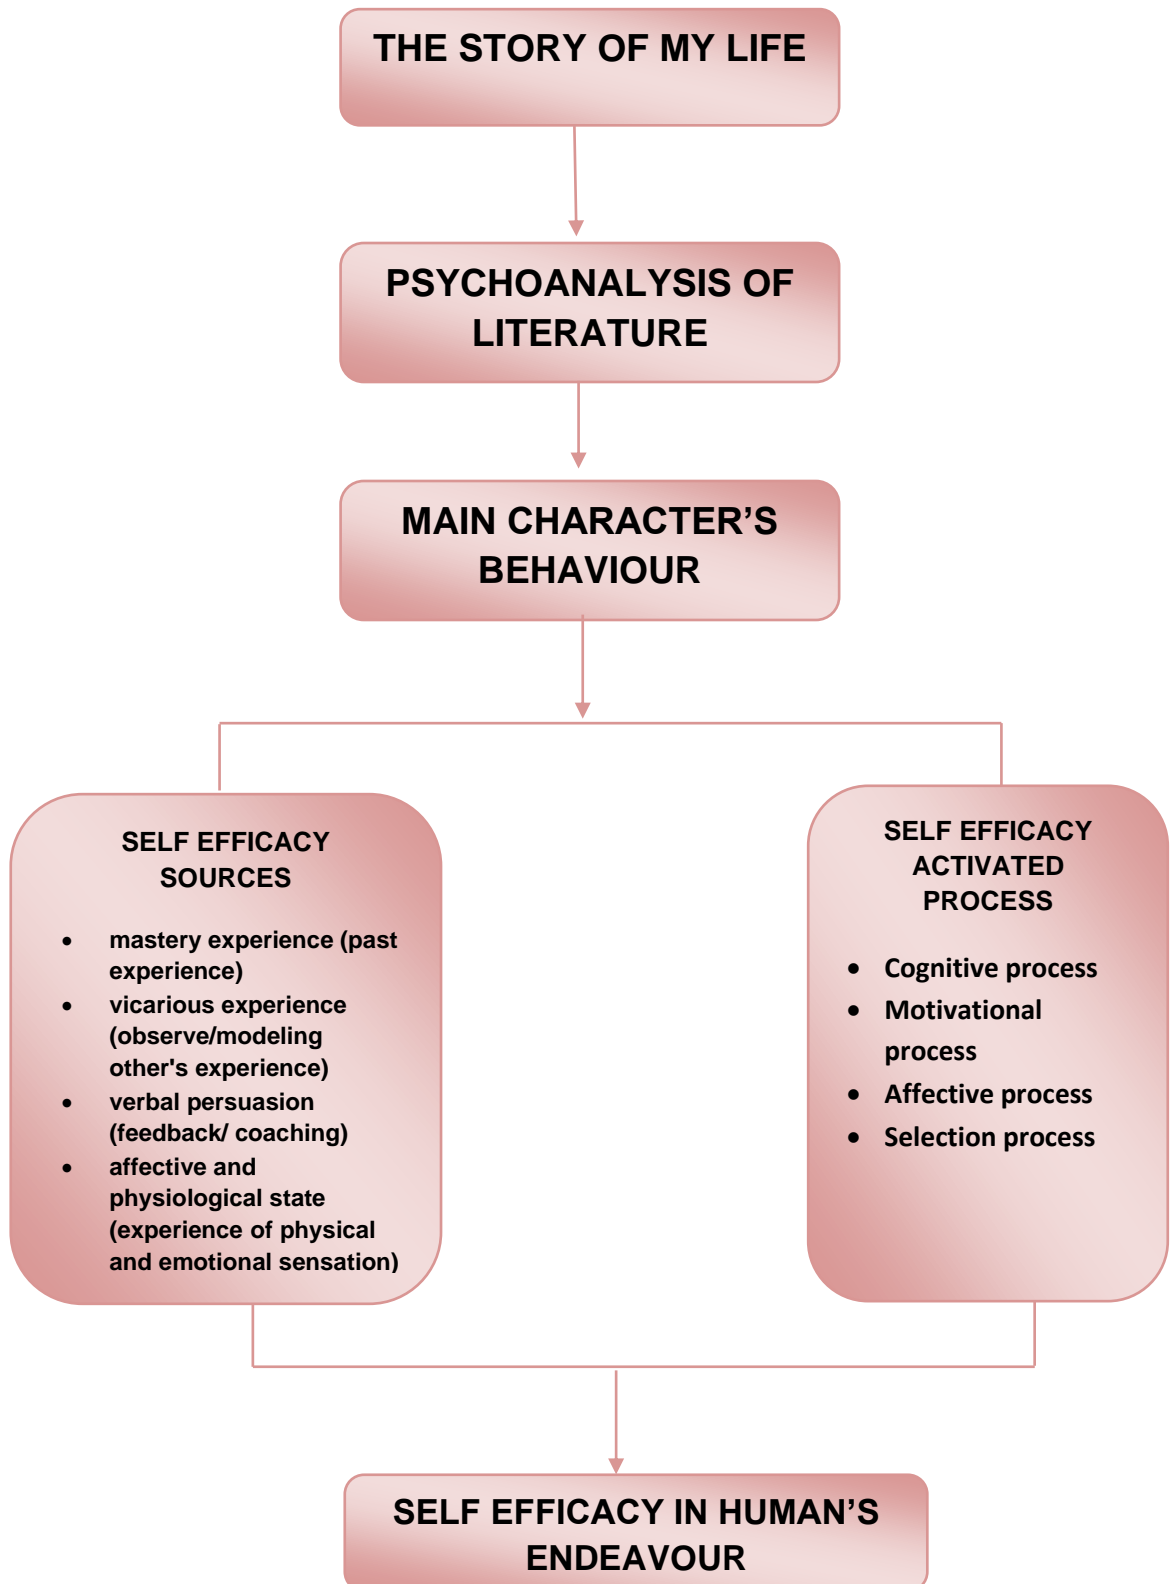 THE STORY OF MY LIFE
PSYCHOANALYSIS OF
LITERATURE
MAIN CHARACTER’S
BEHAVIOUR
SELF EFFICACY
SOURCES
• mastery experience (past
experience)
• vicarious experience
(observe/modeling
other's experience)
• verbal persuasion
(feedback/ coaching)
• affective and
physiological state
(experience of physical
and emotional sensation)
SELF EFFICACY
ACTIVATED
PROCESS
• Cognitive process
• Motivational
process
• Affective process
• Selection process
SELF EFFICACY IN HUMAN’S
ENDEAVOUR